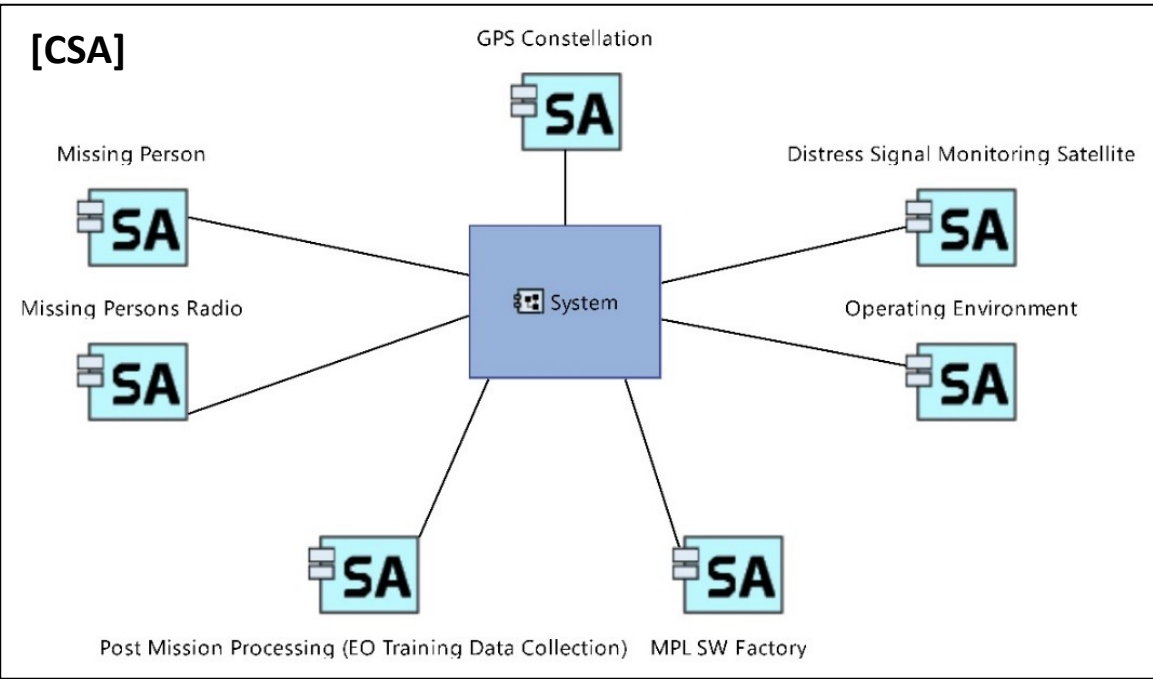 [CSA]
GPS Constellation
SA
Missing Person
SA
Distress Signal Monitoring Satellite
SA
System
Missing Persons Radio
SA
Operating Environment
SA
SA
SA
Post Mission Processing (EO Training Data Collection)
MPL SW Factory